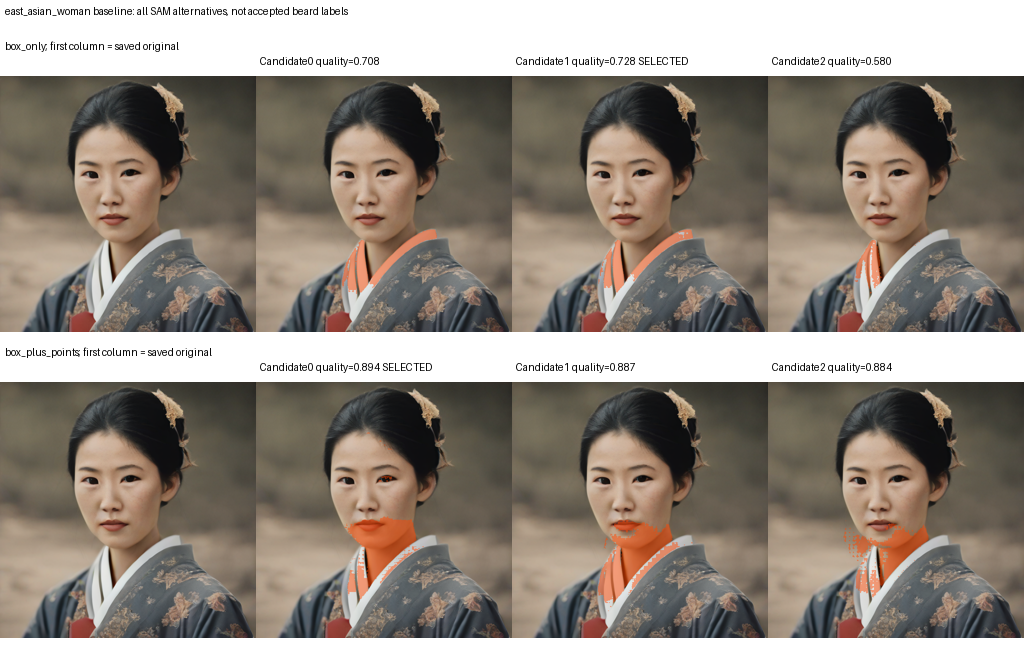 east_asian_woman baseline: all SAM alternatives, not accepted beard labels
box_only; first column = saved original
Candidate0 quality=0.708
Candidate1 quality=0.728 SELECTED
Candidate2 quality=0.580
box_plus_points; first column = saved original
Candidate0 quality=0.894 SELECTED
Candidate1 quality=0.887
Candidate2 quality=0.884